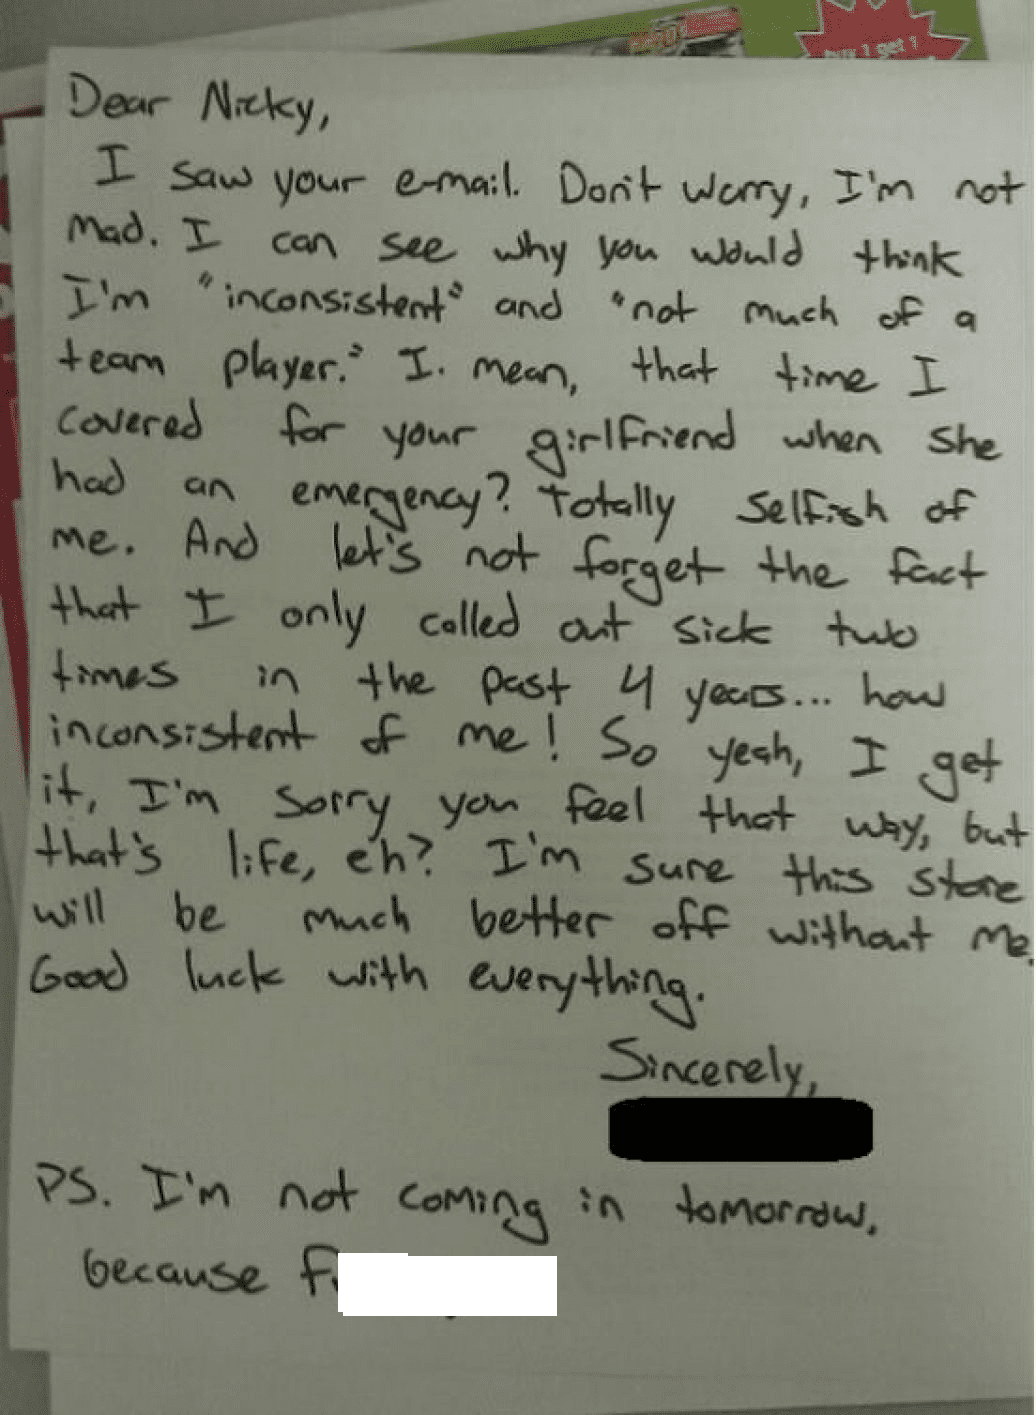 buy 1 get 1
Dear Nicky,
I saw your e-mail. Don't worry, I'm not
mad. I can see why you would think
I'm "inconsistent" and "not much of a
team player." I. mean, that time I
covered for your girlfriend when she
had an emergency? Totally selfish of
me. And let's not forget the fact
that I only called out sick two
times in the past 4 years... how
inconsistent of me! So yeah, I get
it, I'm sorry you feel that way, but
that's life, eh? I'm sure this store
will be much better off without me.
Good luck with everything.
Sincerely,
PS. I'm not coming in tomorrow.
because